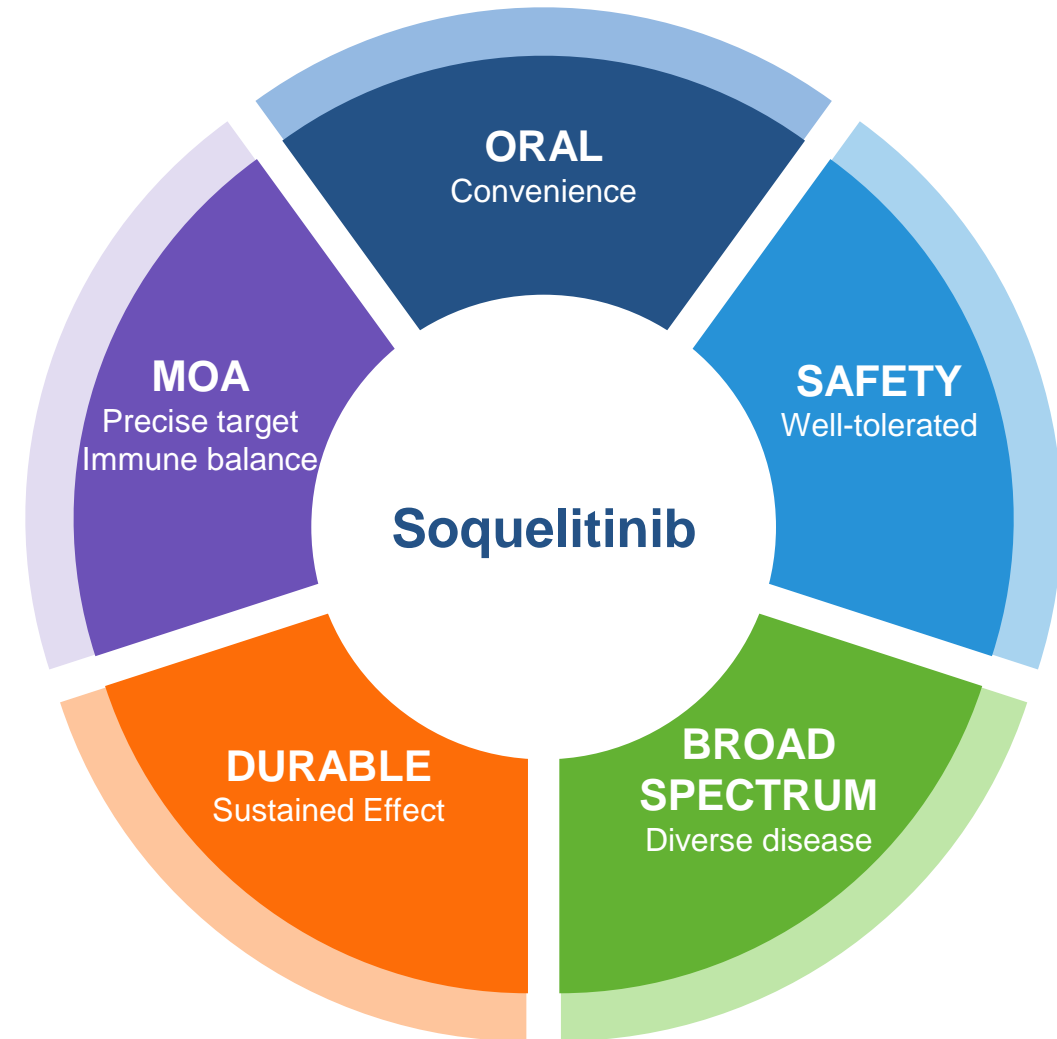 ORAL
Convenience
SAFETY
Well-tolerated
BROAD
SPECTRUM
Diverse disease
DURABLE
Sustained Effect
MOA
Precise target
Immune balance
Soquelitinib